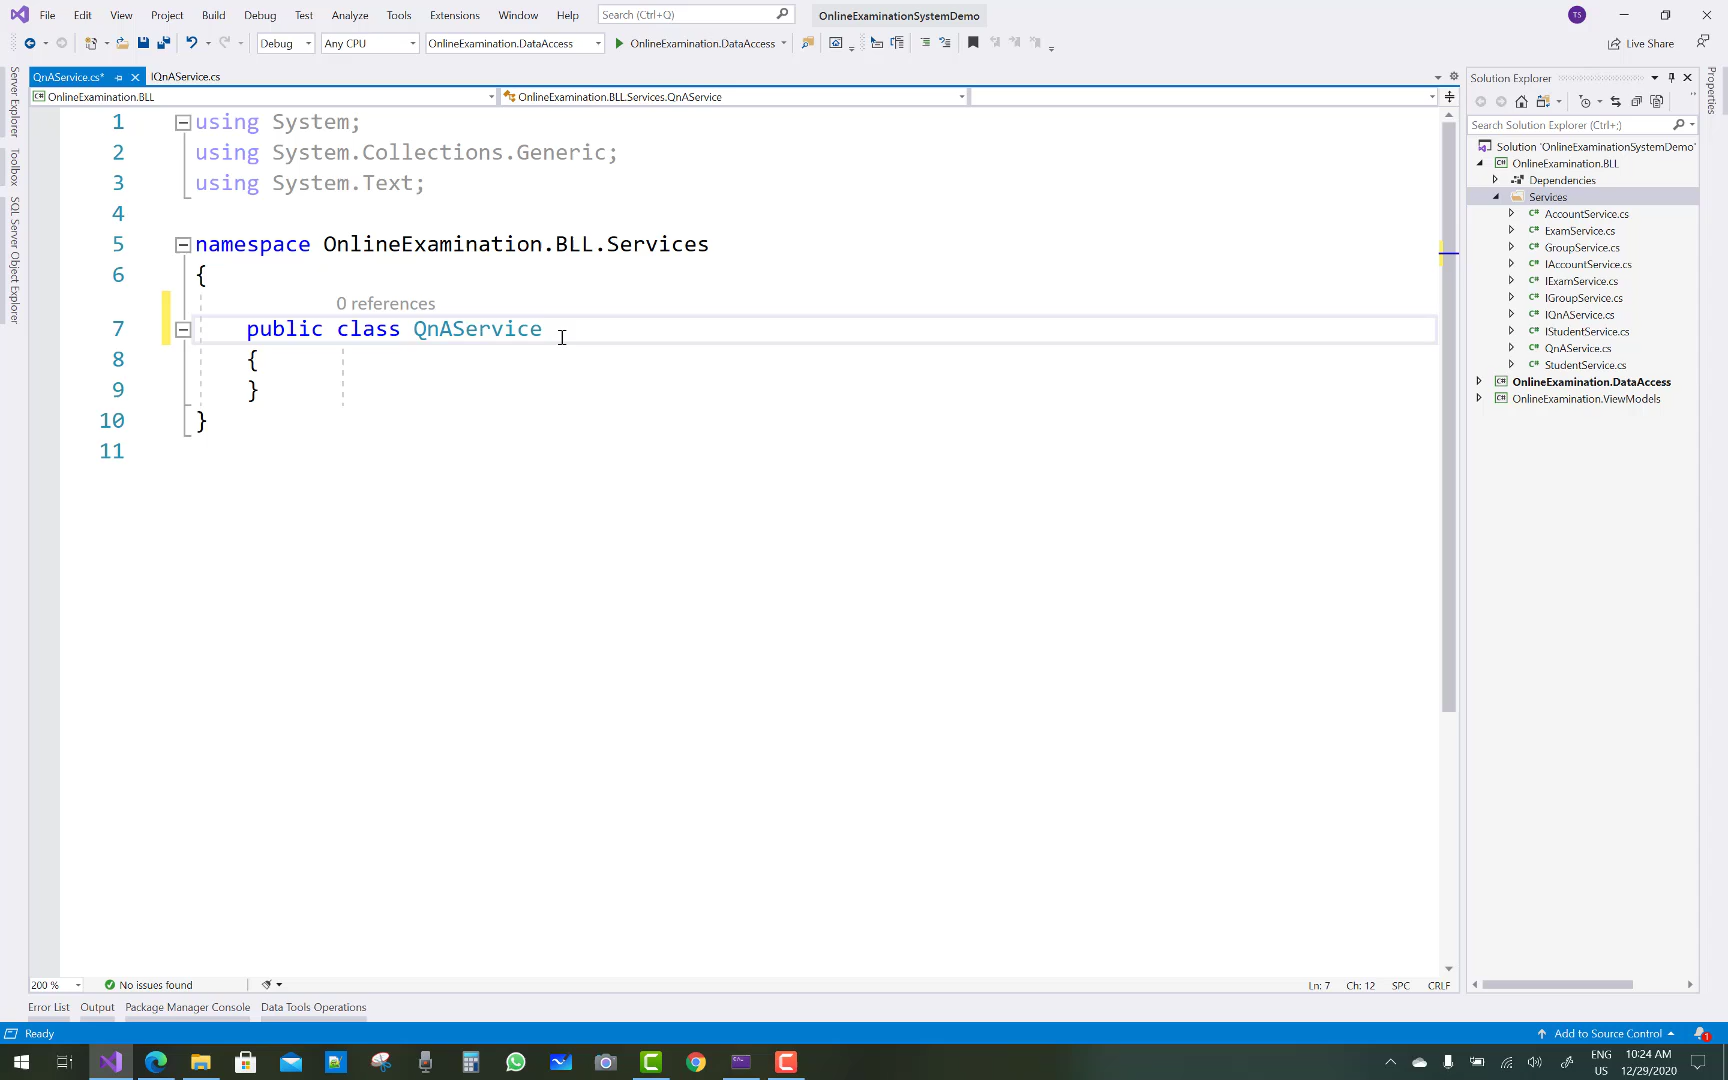 File Edit View Project Build Debug Test Analyze Tools Extensions Window Help Search (Ctrl+Q) OnlineExaminationSystemDemo TS
Debug Any CPU OnlineExamination.DataAccess OnlineExamination.DataAccess Live Share
QnAService.cs* IQnAService.cs
OnlineExamination.BLL OnlineExamination.BLL.Services.QnAService
Server Explorer
Toolbox
SQL Server Object Explorer
1 using System;
2 using System.Collections.Generic;
3 using System.Text;
4
5 namespace OnlineExamination.BLL.Services
6 {
0 references
7 public class QnAService
8 {
9 }
10 }
11
Solution Explorer
Search Solution Explorer (Ctrl+;)
Solution 'OnlineExaminationSystemDemo'
OnlineExamination.BLL
Dependencies
Services
C# AccountService.cs
C# ExamService.cs
C# GroupService.cs
C# IAccountService.cs
C# IExamService.cs
C# IGroupService.cs
C# IQnAService.cs
C# IStudentService.cs
C# QnAService.cs
C# StudentService.cs
OnlineExamination.DataAccess
OnlineExamination.ViewModels
Properties
200 % No issues found Ln: 7 Ch: 12 SPC CRLF
Error List Output Package Manager Console Data Tools Operations
Ready Add to Source Control 1
ENG
US
10:24 AM
12/29/2020